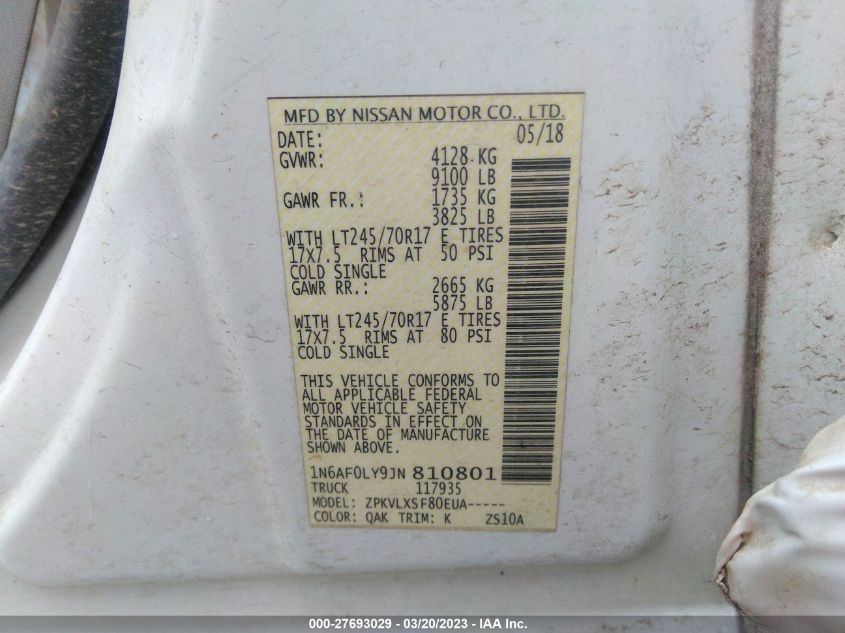 MFD BY NISSAN MOTOR CO., LTD.
DATE: 05/18
GVWR: 4128 KG
9100 LB
GAWR FR.: 1735 KG
3825 LB
WITH LT245/70R17 E TIRES
17X7.5 RIMS AT 50 PSI
COLD SINGLE
GAWR RR.: 2665 KG
5875 LB
WITH LT245/70R17 E TIRES
17X7.5 RIMS AT 80 PSI
COLD SINGLE
THIS VEHICLE CONFORMS TO
ALL APPLICABLE FEDERAL
MOTOR VEHICLE SAFETY
STANDARDS IN EFFECT ON
THE DATE OF MANUFACTURE
SHOWN ABOVE.
1N6AF0LY9JN 810801
TRUCK 117935
MODEL: ZPKVLXSF80EUA-----
COLOR: QAK TRIM: K ZS10A
000-27693029 - 03/20/2023 - IAA Inc.